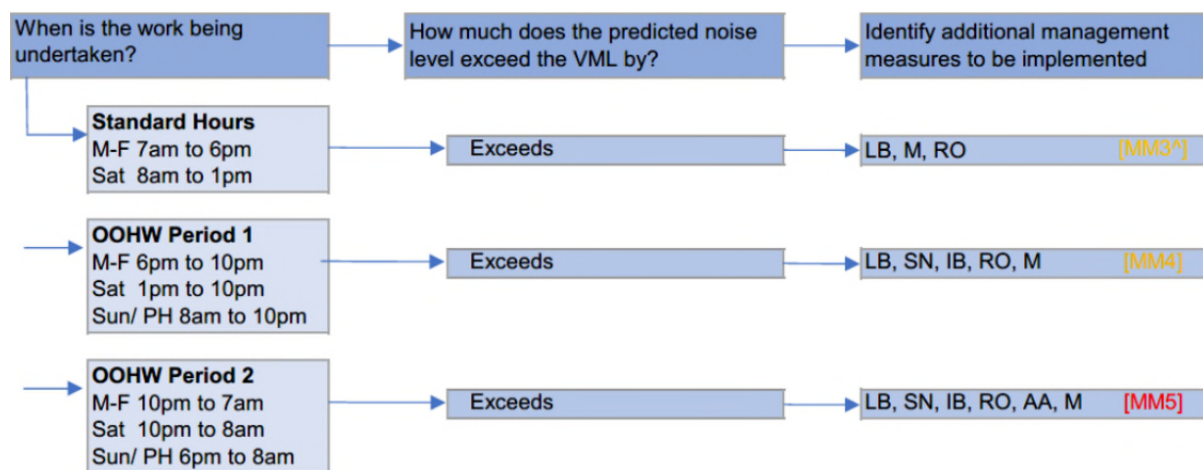 When is the work being
undertaken?
How much does the predicted noise
level exceed the VML by?
Identify additional management
measures to be implemented
Standard Hours
M-F 7am to 6pm
Sat 8am to 1pm
Exceeds
LB, M, RO [MM3^]
OOHW Period 1
M-F 6pm to 10pm
Sat 1pm to 10pm
Sun/ PH 8am to 10pm
Exceeds
LB, SN, IB, RO, M [MM4]
OOHW Period 2
M-F 10pm to 7am
Sat 10pm to 8am
Sun/ PH 6pm to 8am
Exceeds
LB, SN, IB, RO, AA, M [MM5]